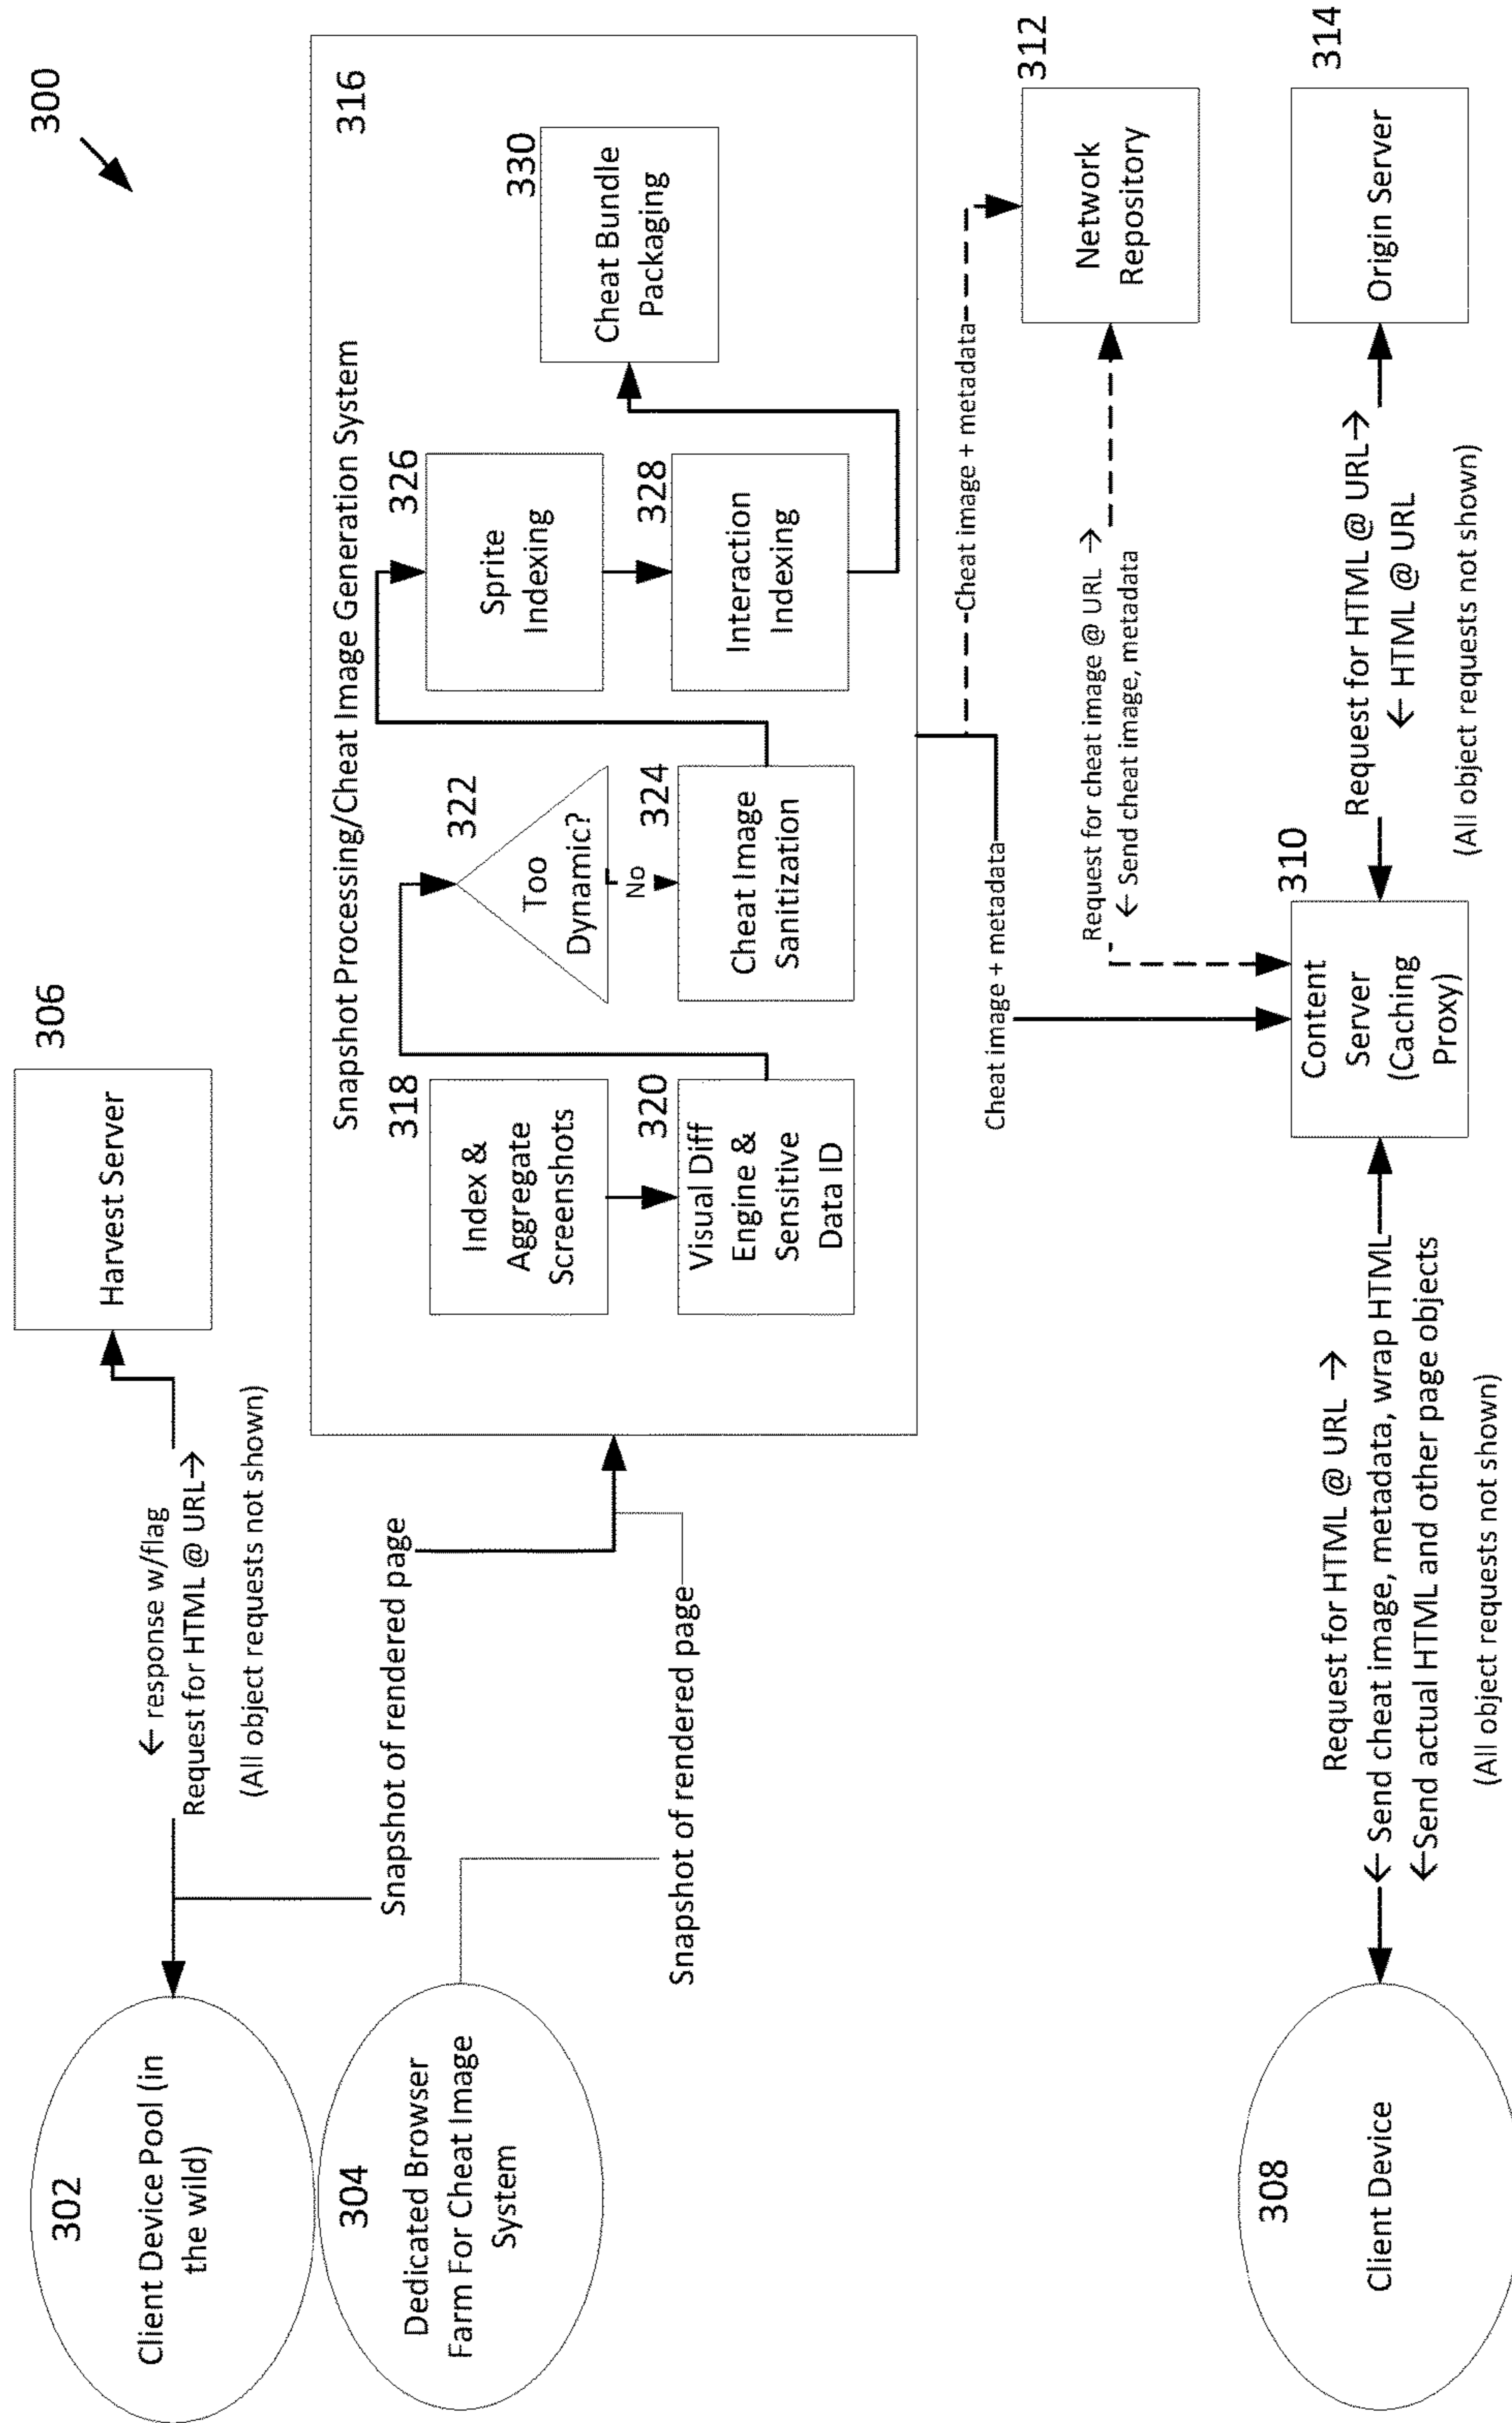 300
302
Client Device Pool (in
the wild)
304
Dedicated Browser
Farm For Cheat Image
System
← response w/flag
Request for HTML @ URL→
(All object requests not shown)
306
Harvest Server
Snapshot of rendered page
Snapshot of rendered page
Snapshot Processing/Cheat Image Generation System
316
318
Index &
Aggregate
Screenshots
320
Visual Diff
Engine &
Sensitive
Data ID
322
Too
Dynamic?
No
324
Cheat Image
Sanitization
326
Sprite
Indexing
328
Interaction
Indexing
330
Cheat Bundle
Packaging
Cheat image + metadata
Cheat image + metadata
312
Network
Repository
Request for cheat image @ URL →
← Send cheat image, metadata
308
Client Device
Request for HTML @ URL →
← Send cheat image, metadata, wrap HTML
←Send actual HTML and other page objects
(All object requests not shown)
310
Content
Server
(Caching
Proxy)
Request for HTML @ URL→
← HTML @ URL
(All object requests not shown)
314
Origin Server